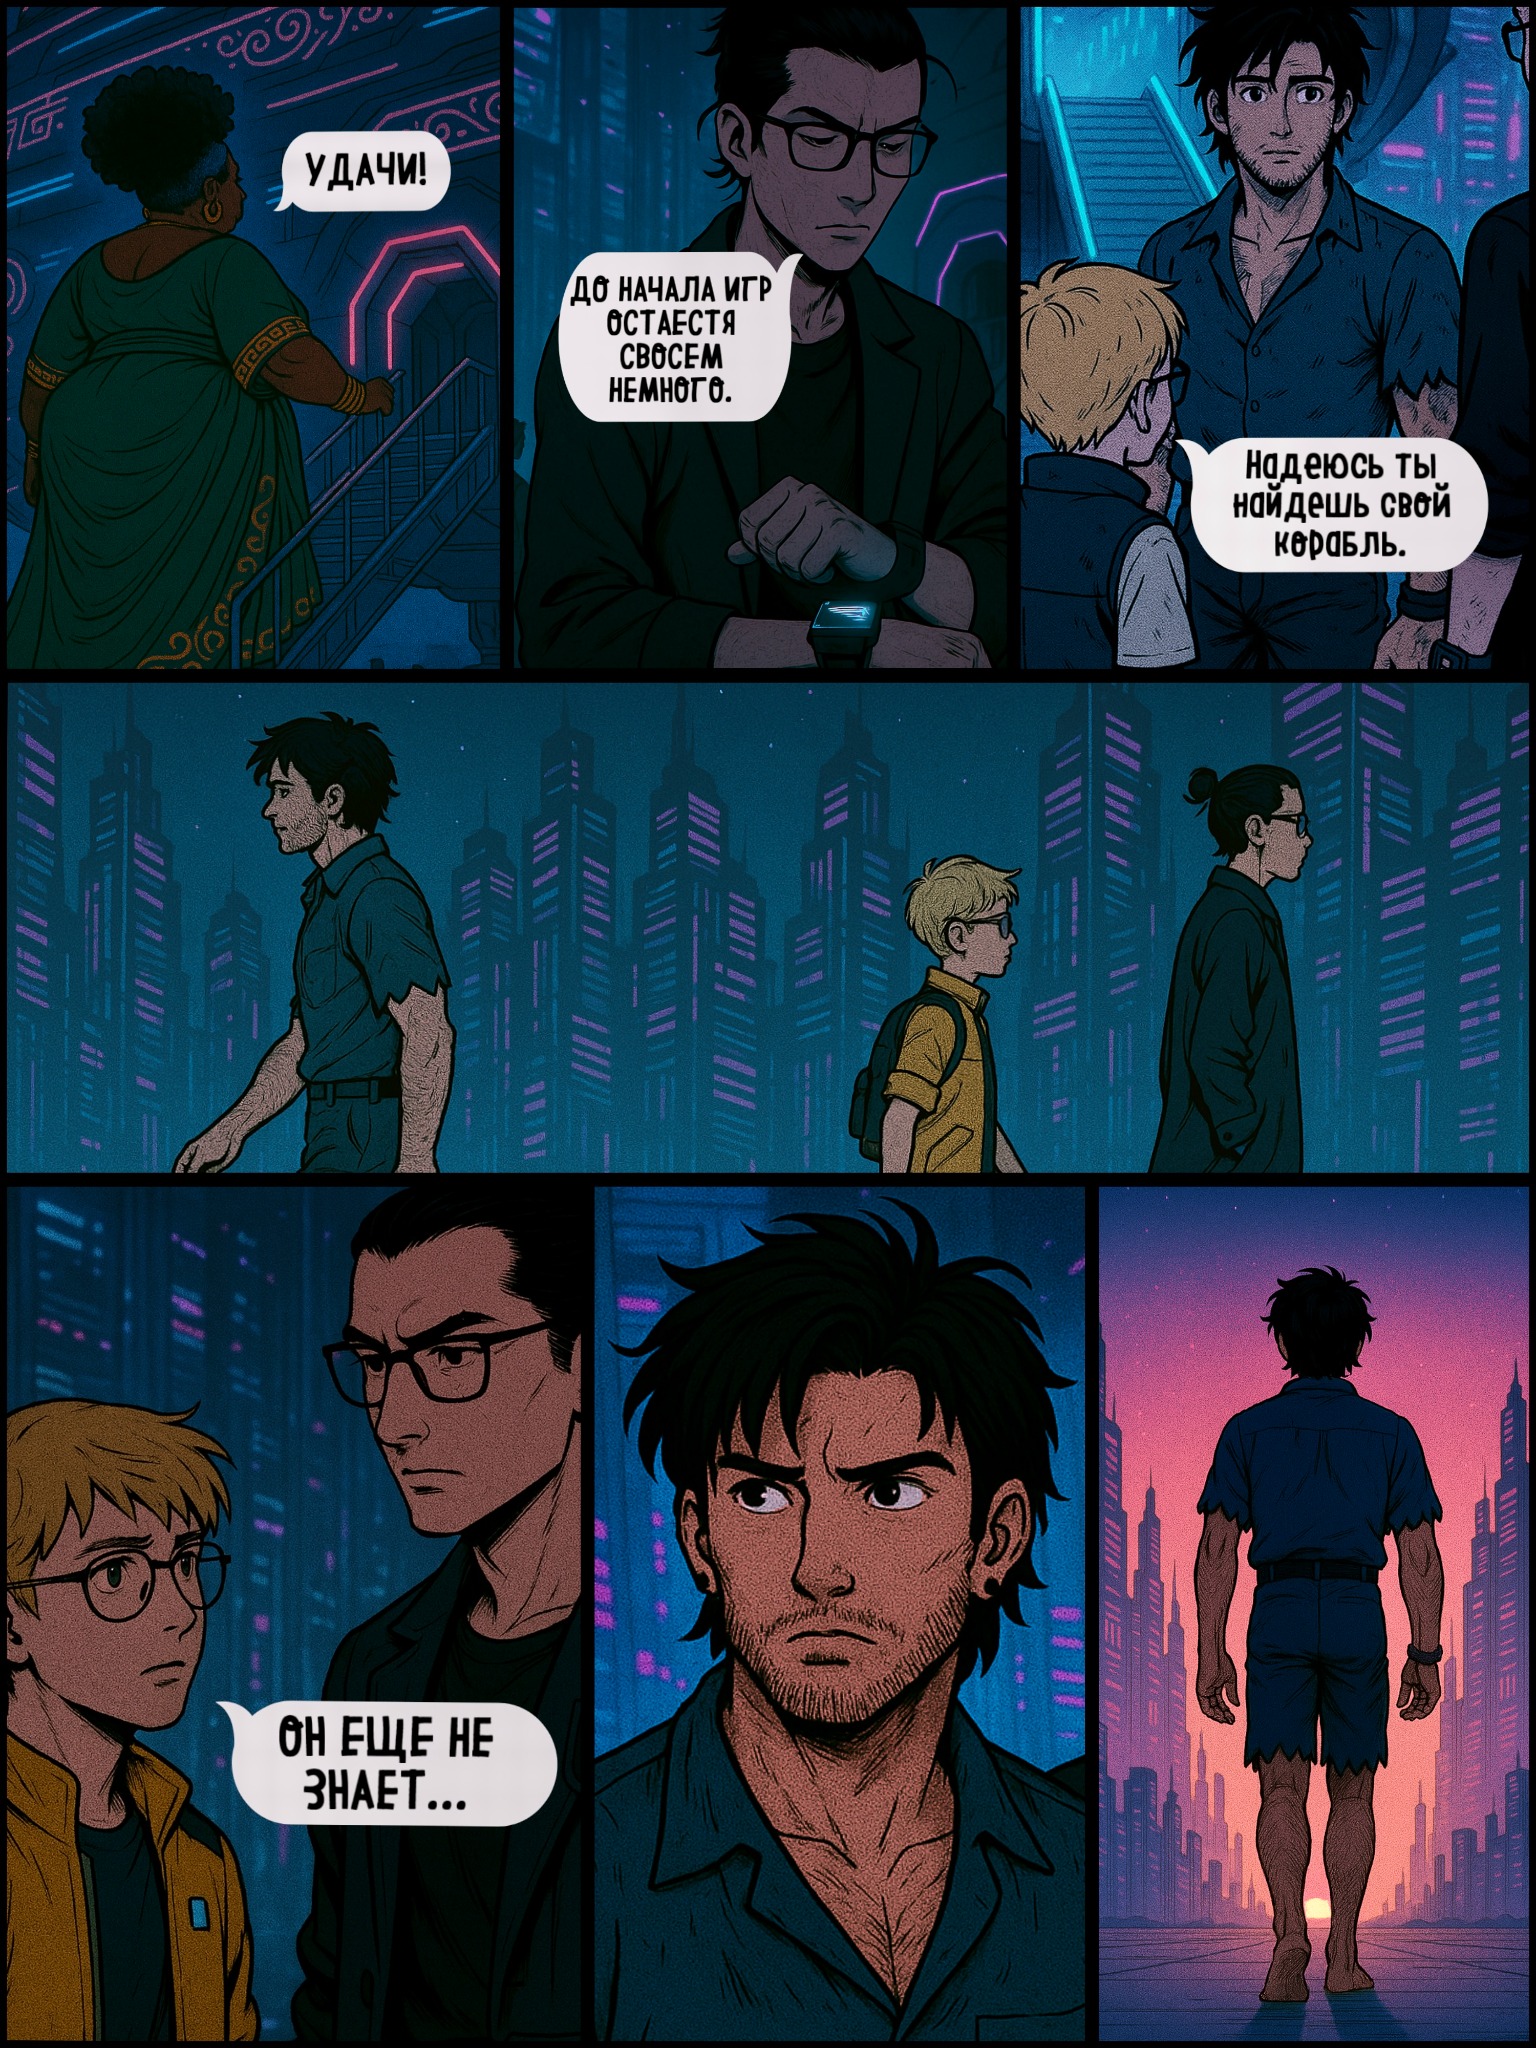 УДАЧИ!
ДО НАЧАЛА ИГР
ОСТАЕСТЯ
СВОСЕМ
НЕМНОГО.
НАДЕЮСЬ ТЫ
НАЙДЕШЬ СВОЙ
КОРАБЛЬ.
ОН ЕЩЕ НЕ
ЗНАЕТ...